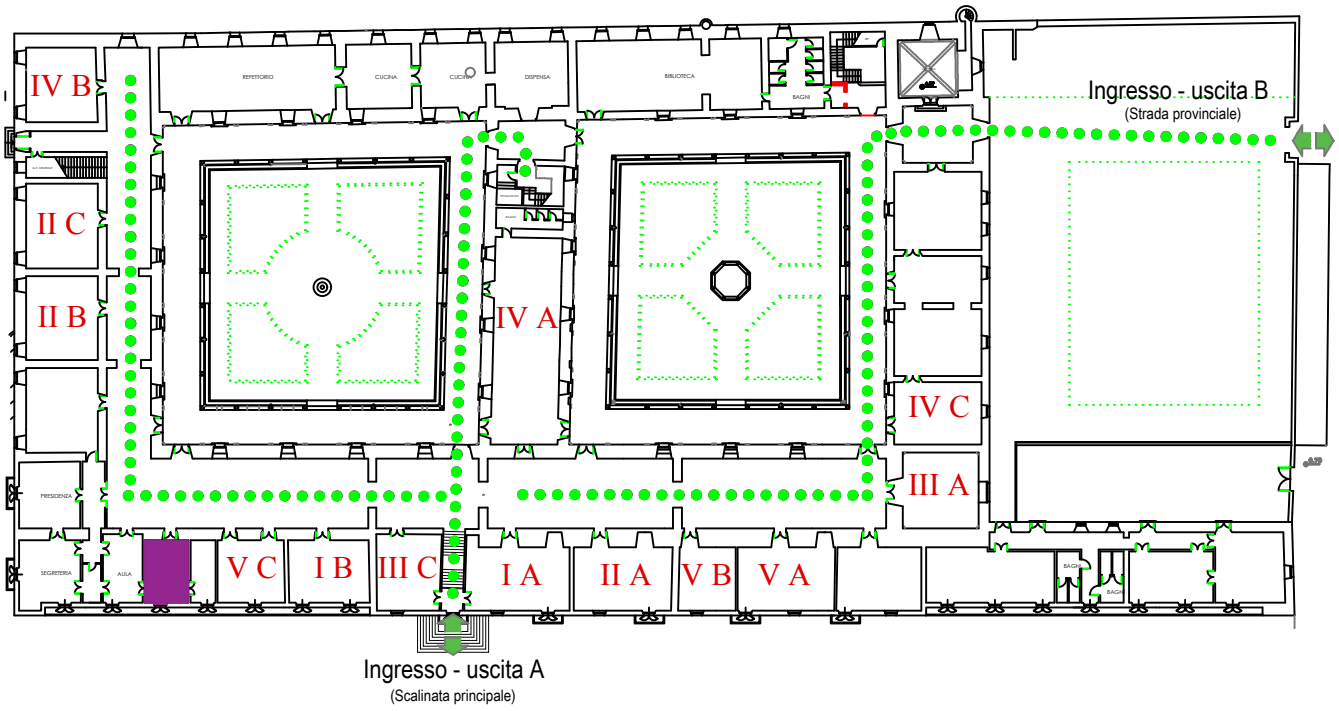 IV B
REFETTORIO
CUCINA
CUCINA
DISPENSA
BIBLIOTECA
BAGNI
Ingresso - uscita B
(Strada provinciale)
II C
II B
IV A
IV C
III A
PRESIDENZA
SEGRETERIA
AULA
V C
I B
III C
I A
II A
V B
V A
BAGNI
BAGNI
Ingresso - uscita A
(Scalinata principale)